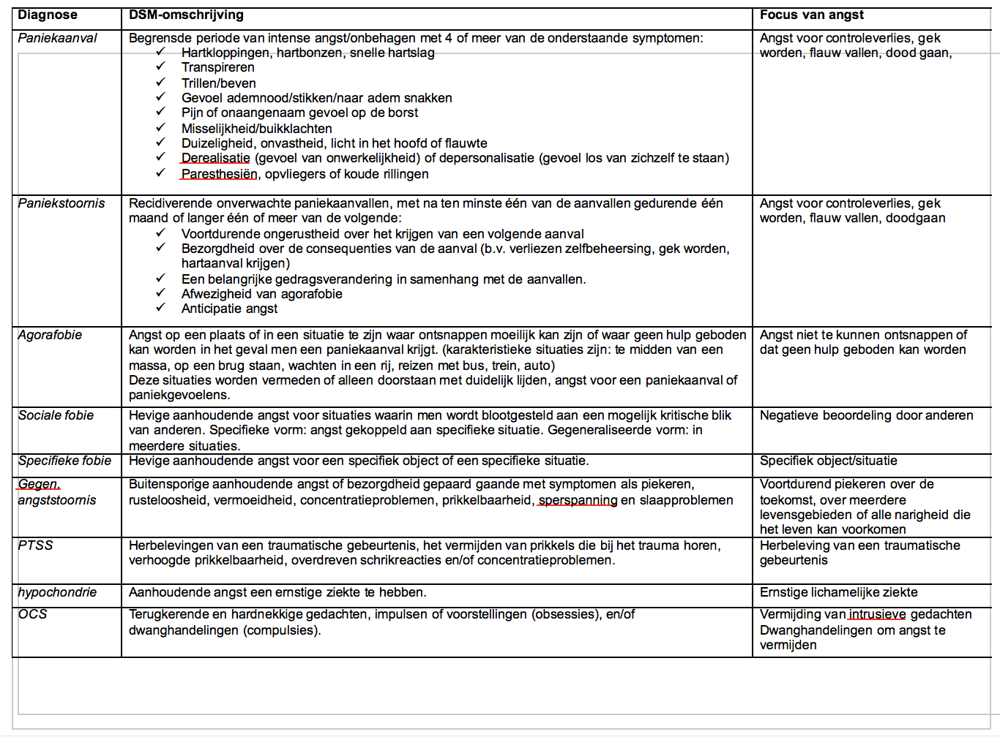 Diagnose DSM-omschrijving Focus van angst
Paniekaanval Begrensde periode van intense angst/onbehagen met 4 of meer van de onderstaande symptomen: Angst voor controleverlies, gek
✓ Hartkloppingen, hartbonzen, snelle hartslag worden, flauw vallen, dood gaan,
✓ Transpireren
✓ Trillen/beven
✓ Gevoel ademnood/stikken/naar adem snakken
✓ Pijn of onaangenaam gevoel op de borst
✓ Misselijkheid/buikklachten
✓ Duizeligheid, onvastheid, licht in het hoofd of flauwte
✓ Derealisatie (gevoel van onwerkelijkheid) of depersonalisatie (gevoel los van zichzelf te staan)
✓ Paresthesiën, opvliegers of koude rillingen
Paniekstoornis Recidiverende onverwachte paniekaanvallen, met na ten minste één van de aanvallen gedurende één Angst voor controleverlies, gek
maand of langer één of meer van de volgende: worden, flauw vallen, doodgaan
✓ Voortdurende ongerustheid over het krijgen van een volgende aanval
✓ Bezorgdheid over de consequenties van de aanval (b.v. verliezen zelfbeheersing, gek worden,
hartaanval krijgen)
✓ Een belangrijke gedragsverandering in samenhang met de aanvallen.
✓ Afwezigheid van agorafobie
✓ Anticipatie angst
Agorafobie Angst op een plaats of in een situatie te zijn waar ontsnappen moeilijk kan zijn of waar geen hulp geboden Angst niet te kunnen ontsnappen of
kan worden in het geval men een paniekaanval krijgt. (karakteristieke situaties zijn: te midden van een dat geen hulp geboden kan worden
massa, op een brug staan, wachten in een rij, reizen met bus, trein, auto)
Deze situaties worden vermeden of alleen doorstaan met duidelijk lijden, angst voor een paniekaanval of
paniekgevoelens.
Sociale fobie Hevige aanhoudende angst voor situaties waarin men wordt blootgesteld aan een mogelijk kritische blik Negatieve beoordeling door anderen
van anderen. Specifieke vorm: angst gekoppeld aan specifieke situatie. Gegeneraliseerde vorm: in
meerdere situaties.
Specifieke fobie Hevige aanhoudende angst voor een specifiek object of een specifieke situatie. Specifiek object/situatie
Gegen. Buitensporige aanhoudende angst of bezorgdheid gepaard gaande met symptomen als piekeren, Voortdurend piekeren over de
angststoornis rusteloosheid, vermoeidheid, concentratieproblemen, prikkelbaarheid, sperspanning en slaapproblemen toekomst, over meerdere
levensgebieden of alle narigheid die
het leven kan voorkomen
PTSS Herbelevingen van een traumatische gebeurtenis, het vermijden van prikkels die bij het trauma horen, Herbeleving van een traumatische
verhoogde prikkelbaarheid, overdreven schrikreacties en/of concentratieproblemen. gebeurtenis
hypochondrie Aanhoudende angst een ernstige ziekte te hebben. Ernstige lichamelijke ziekte
OCS Terugkerende en hardnekkige gedachten, impulsen of voorstellingen (obsessies), en/of Vermijding van intrusieve gedachten
dwanghandelingen (compulsies). Dwanghandelingen om angst te
vermijden